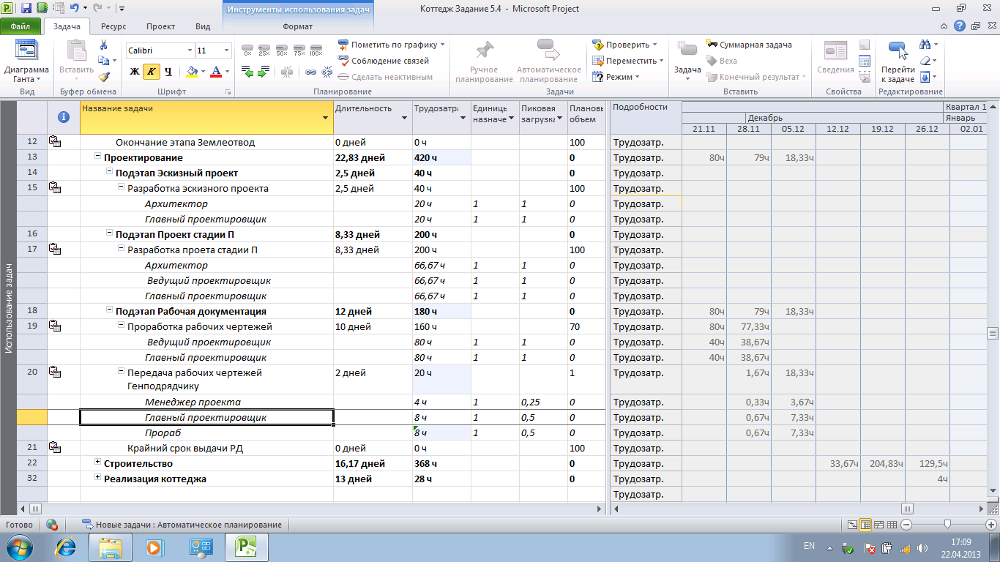 Инструменты использования задач
Коттедж Задание 5.4 - Microsoft Project
Файл Задача Ресурс Проект Вид Формат
Диаграмма Ганта
Вид
Вставить
Буфер обмена
Calibri 11
Ж К Ч
Шрифт
0% 25% 50% 75% 100%
Пометить по графику
Соблюдение связей
Сделать неактивным
Планирование
Ручное планирование
Автоматическое планирование
Проверить
Переместить
Режим
Задачи
Задача
Суммарная задача
Веха
Конечный результат
Вставить
Сведения
Свойства
Перейти к задаче
Редактирование
Название задачи Длительность Трудозатра Единиць назначе Пиковая загрузка Плановь объем Подробности Квартал 1
Декабрь Январь
21.11 28.11 05.12 12.12 19.12 26.12 02.01
12 Окончание этапа Землеотвод 0 дней 0 ч 100 Трудозатр.
13 Проектирование 22,83 дней 420 ч 0 Трудозатр. 80ч 79ч 18,33ч
14 Подэтап Эскизный проект 2,5 дней 40 ч 0 Трудозатр.
15 Разработка эскизного проекта 2,5 дней 40 ч 100 Трудозатр.
Архитектор 20 ч 1 1 0 Трудозатр.
Главный проектировщик 20 ч 1 1 0 Трудозатр.
16 Подэтап Проект стадии П 8,33 дней 200 ч 0 Трудозатр.
17 Разработка проета стадии П 8,33 дней 200 ч 100 Трудозатр.
Архитектор 66,67 ч 1 1 0 Трудозатр.
Ведущий проектировщик 66,67 ч 1 1 0 Трудозатр.
Главный проектировщик 66,67 ч 1 1 0 Трудозатр.
18 Подэтап Рабочая документация 12 дней 180 ч 0 Трудозатр. 80ч 79ч 18,33ч
19 Проработка рабочих чертежей 10 дней 160 ч 70 Трудозатр. 80ч 77,33ч
Ведущий проектировщик 80 ч 1 1 0 Трудозатр. 40ч 38,67ч
Главный проектировщик 80 ч 1 1 0 Трудозатр. 40ч 38,67ч
20 Передача рабочих чертежей 2 дней 20 ч 1 Трудозатр. 1,67ч 18,33ч
Генподрядчику
Менеджер проекта 4 ч 1 0,25 0 Трудозатр. 0,33ч 3,67ч
Главный проектировщик 8 ч 1 0,5 0 Трудозатр. 0,67ч 7,33ч
Прораб 8 ч 1 0,5 0 Трудозатр. 0,67ч 7,33ч
21 Крайний срок выдачи РД 0 дней 0 ч 100 Трудозатр.
22 Строительство 16,17 дней 368 ч 0 Трудозатр. 33,67ч 204,83ч 129,5ч
32 Реализация коттеджа 13 дней 28 ч 0 Трудозатр. 4ч
Трудозатр.
Использование задач
Готово Новые задачи : Автоматическое планирование
EN 17:09
22.04.2013